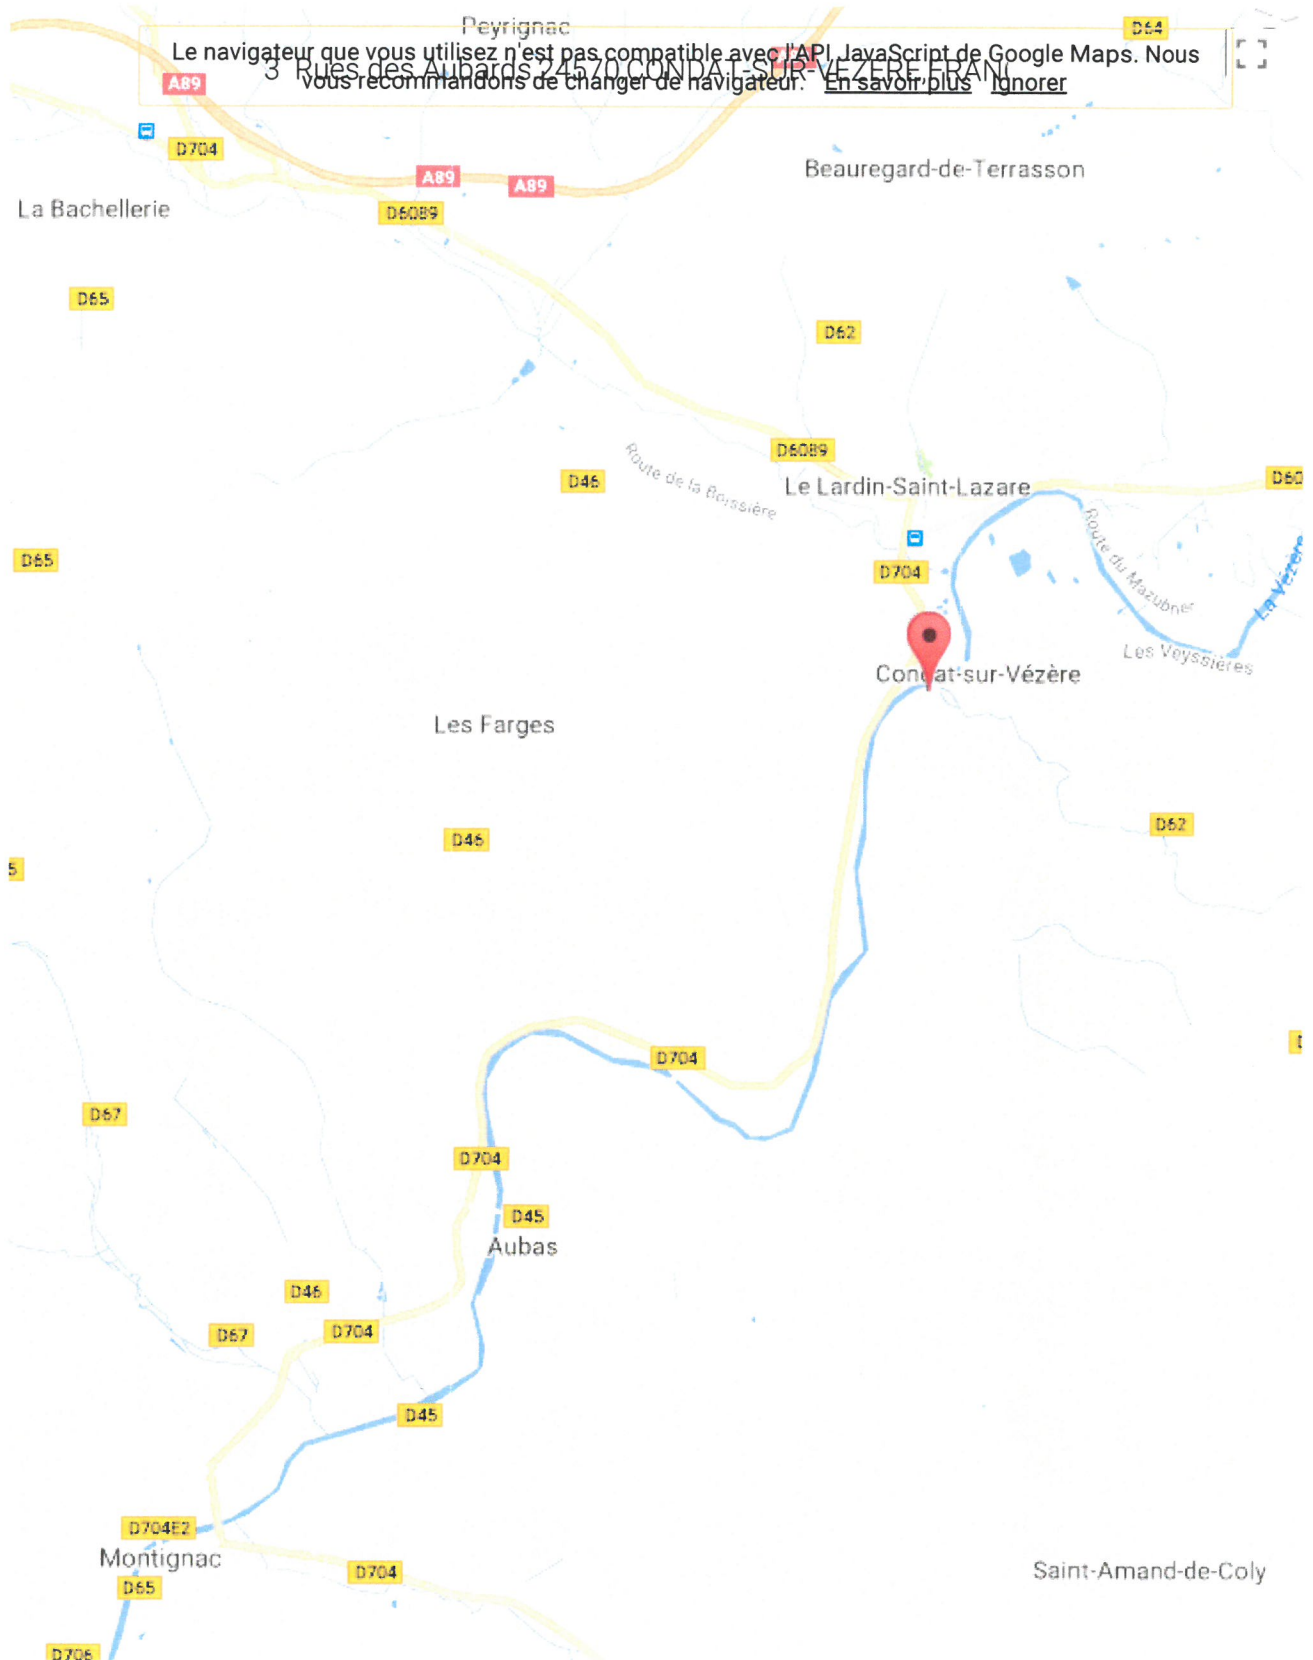 Peyrignac
D64
Le navigateur que vous utilisez n'est pas compatible avec l'API JavaScript de Google Maps. Nous
3 Rues des Aubards 24570 CONDAT-SUR-VEZERE,FRAN
vous recommandons de changer de navigateur. En savoir plus Ignorer
A89
D704
Beauregard-de-Terrasson
A89
A89
La Bachellerie
D6089
D65
D62
D6089
D46
Route de la Boissière
Le Lardin-Saint-Lazare
D60
Route du Mazubner
La Vézère
D65
D704
Les Veyssières
Condat-sur-Vézère
Les Farges
D62
D46
5
D704
D67
D704
D45
Aubas
D46
D67
D704
D45
D704E2
Montignac
D704
Saint-Amand-de-Coly
D65
D706